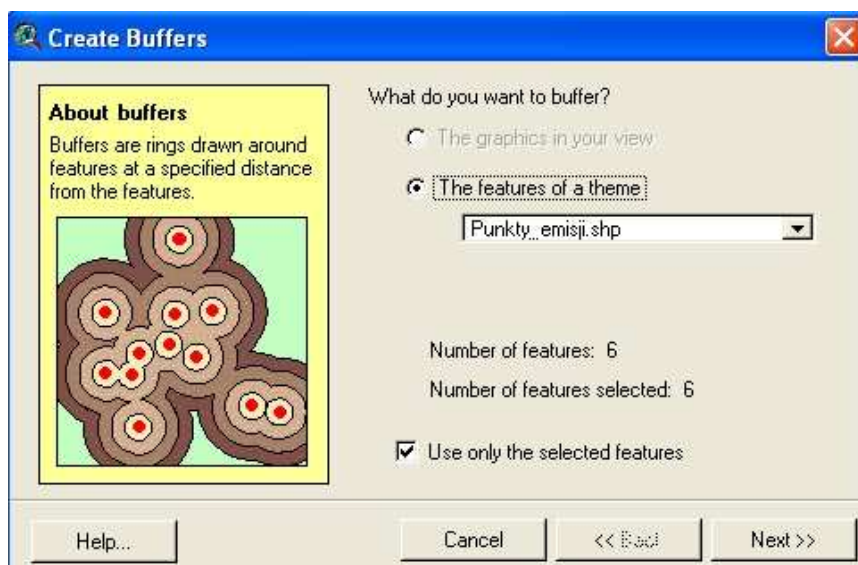 Create Buffers
About buffers
Buffers are rings drawn around
features at a specified distance
from the features.
What do you want to buffer?
The graphics in your view
The features of a theme
Punkty_emisji.shp
Number of features: 6
Number of features selected: 6
Use only the selected features
Help...
Cancel
<< Back
Next >>